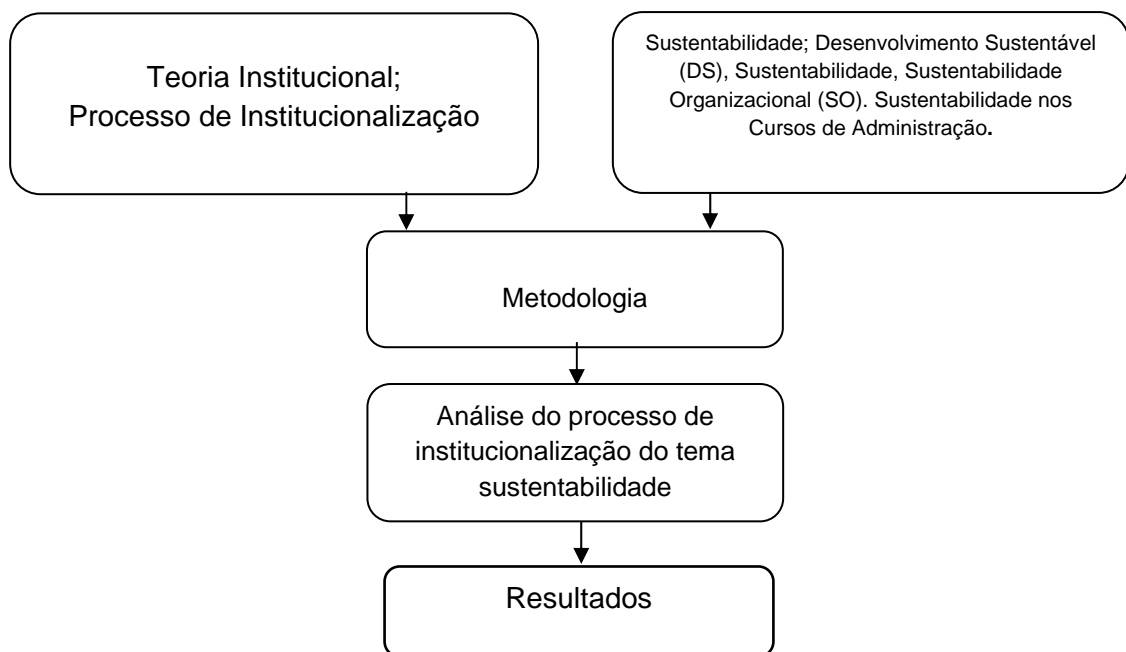 Teoria Institucional;
Processo de Institucionalização
Sustentabilidade; Desenvolvimento Sustentável
(DS), Sustentabilidade, Sustentabilidade
Organizacional (SO). Sustentabilidade nos
Cursos de Administração.
Metodologia
Análise do processo de
institucionalização do tema
sustentabilidade
Resultados